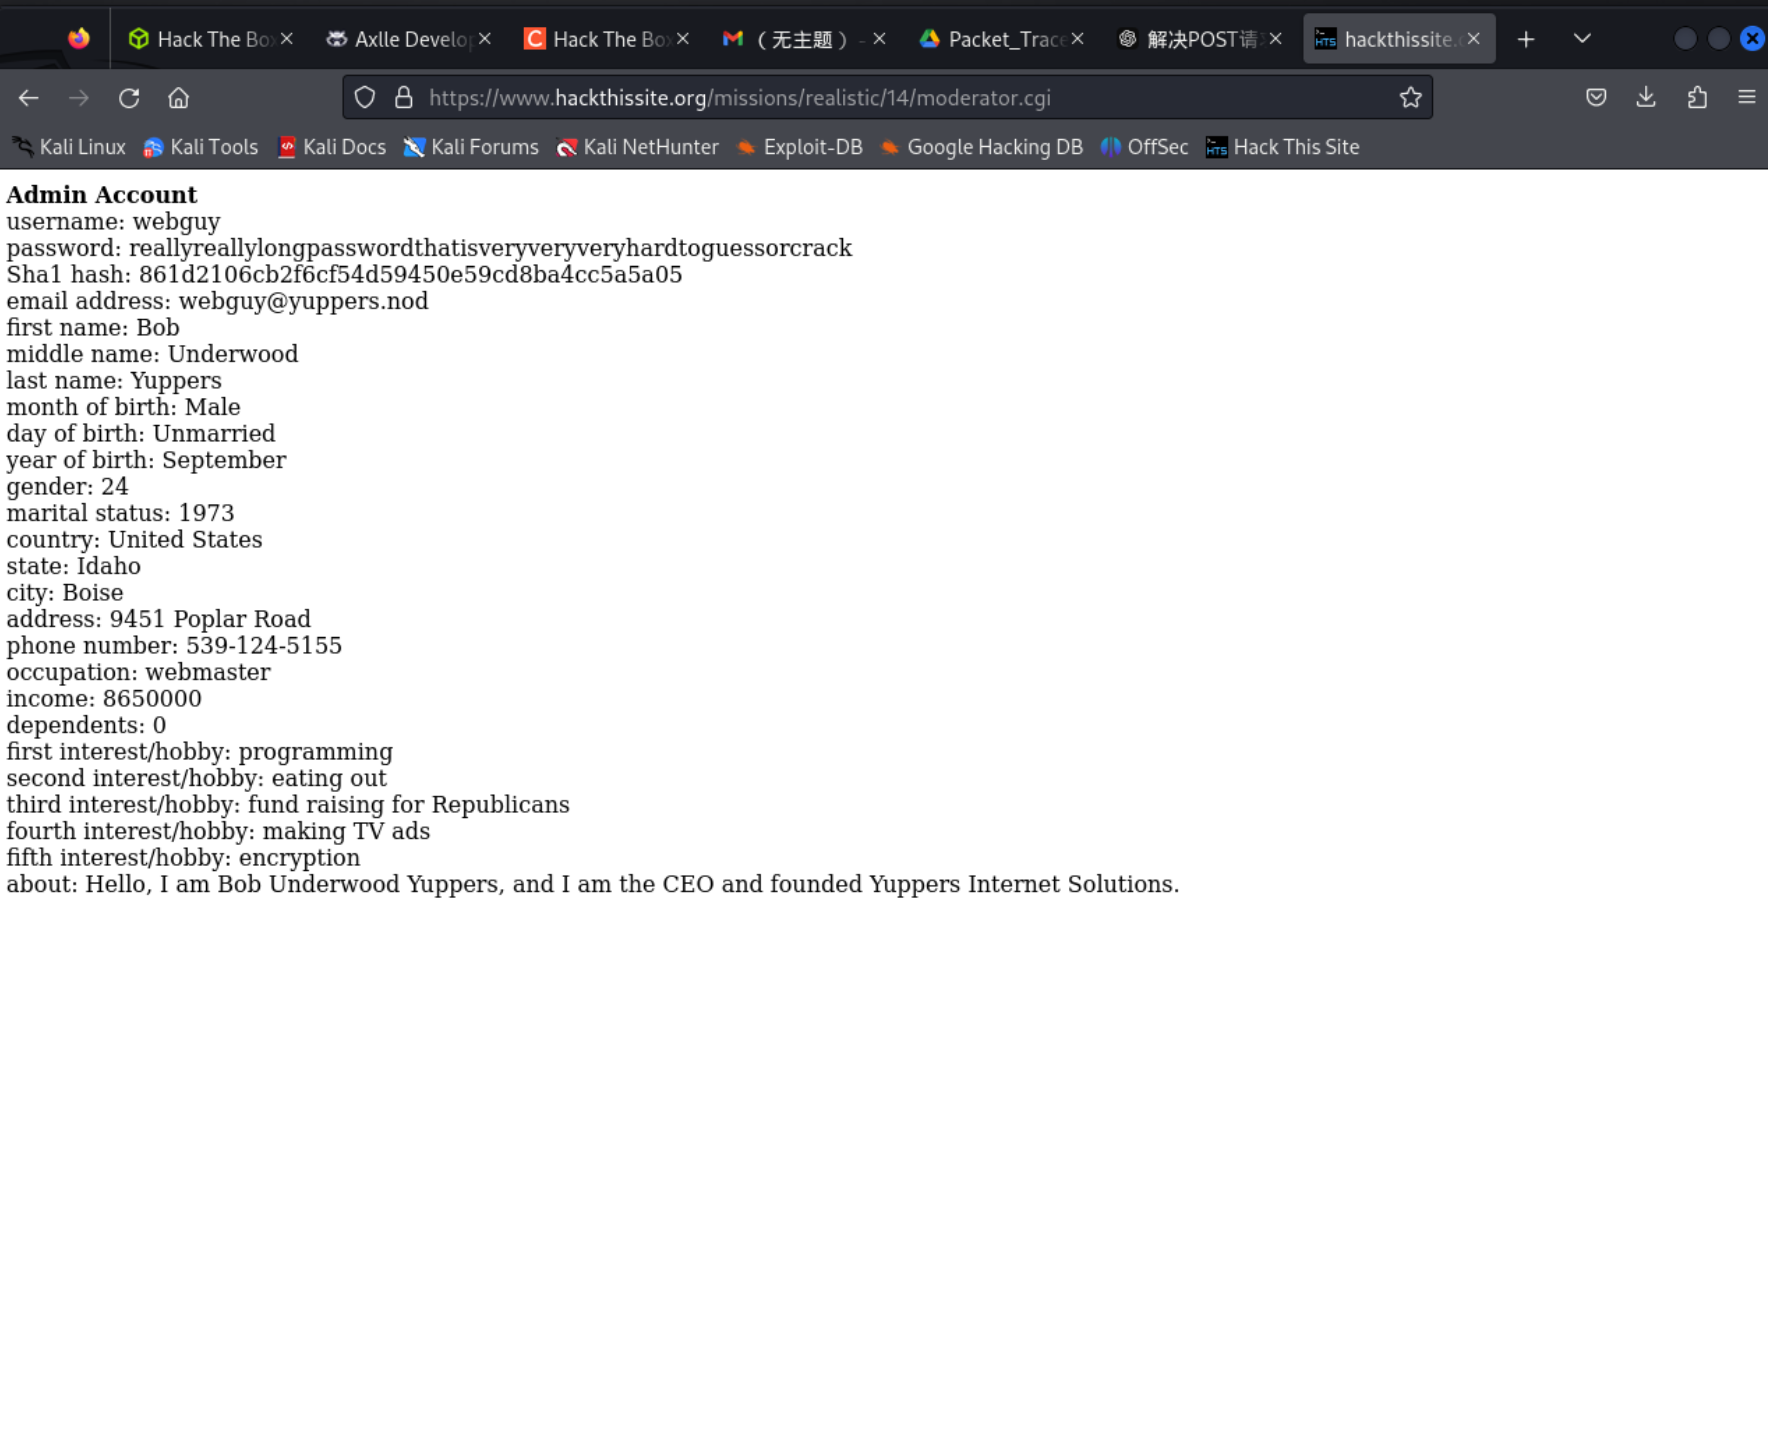 Hack The Bo
Axlle Develop
Hack The Bo
（无主题） -
Packet_Trace
解决POST请
hackthissite.
https://www.hackthissite.org/missions/realistic/14/moderator.cgi
Kali Linux Kali Tools Kali Docs Kali Forums Kali NetHunter Exploit-DB Google Hacking DB OffSec Hack This Site
Admin Account
username: webguy
password: reallyreallylongpasswordthatisveryveryveryhardtoguessorcrack
Sha1 hash: 861d2106cb2f6cf54d59450e59cd8ba4cc5a5a05
email address: webguy@yuppers.nod
first name: Bob
middle name: Underwood
last name: Yuppers
month of birth: Male
day of birth: Unmarried
year of birth: September
gender: 24
marital status: 1973
country: United States
state: Idaho
city: Boise
address: 9451 Poplar Road
phone number: 539-124-5155
occupation: webmaster
income: 8650000
dependents: 0
first interest/hobby: programming
second interest/hobby: eating out
third interest/hobby: fund raising for Republicans
fourth interest/hobby: making TV ads
fifth interest/hobby: encryption
about: Hello, I am Bob Underwood Yuppers, and I am the CEO and founded Yuppers Internet Solutions.